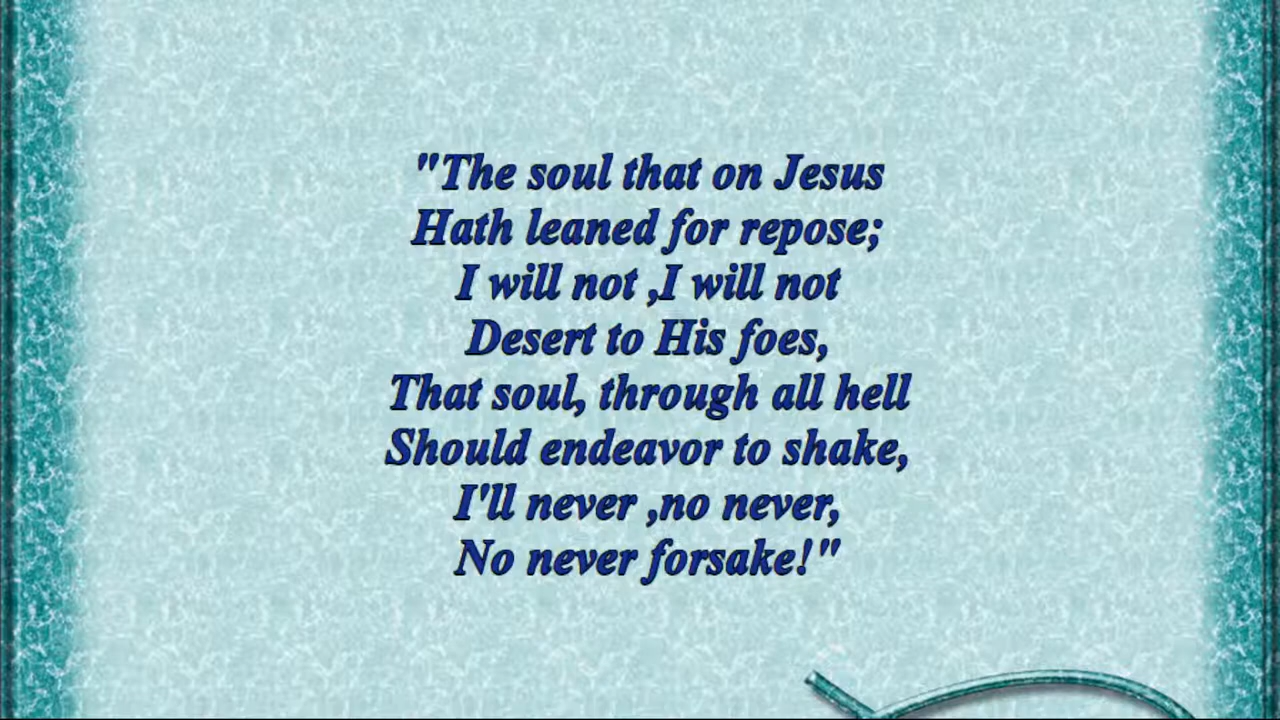 "The soul that on Jesus
Hath leaned for repose;
I will not ,I will not
Desert to His foes,
That soul, through all hell
Should endeavor to shake,
I'll never ,no never,
No never forsake!"